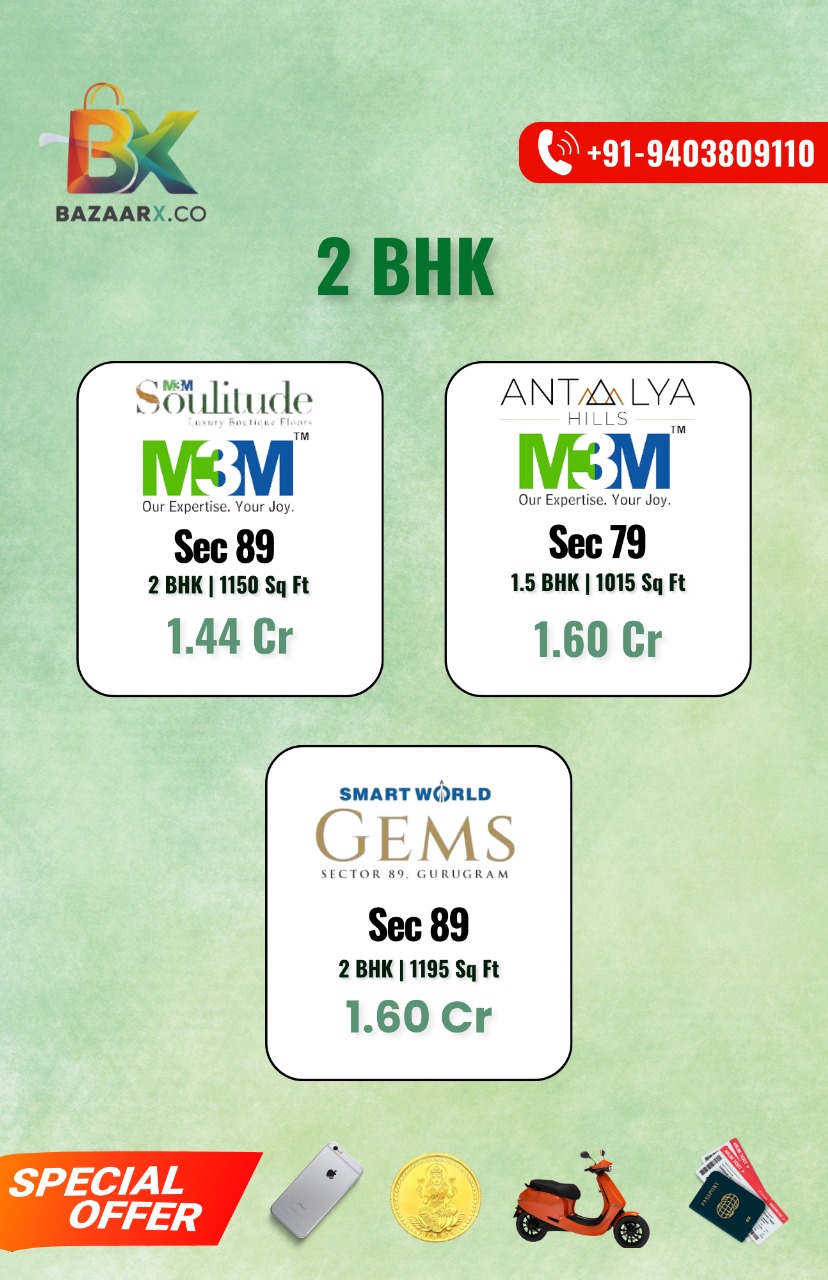 BX
BAZAARX.CO
+91-9403809110
2 BHK
M3M
Soulitude
Luxury Boutique Floors
M3M™
Our Expertise. Your Joy.
Sec 89
2 BHK | 1150 Sq Ft
1.44 Cr
ANTALYA
HILLS
M3M™
Our Expertise. Your Joy.
Sec 79
1.5 BHK | 1015 Sq Ft
1.60 Cr
SMART WORLD
GEMS
SECTOR 89, GURUGRAM
Sec 89
2 BHK | 1195 Sq Ft
1.60 Cr
SPECIAL
OFFER
PASSPORT